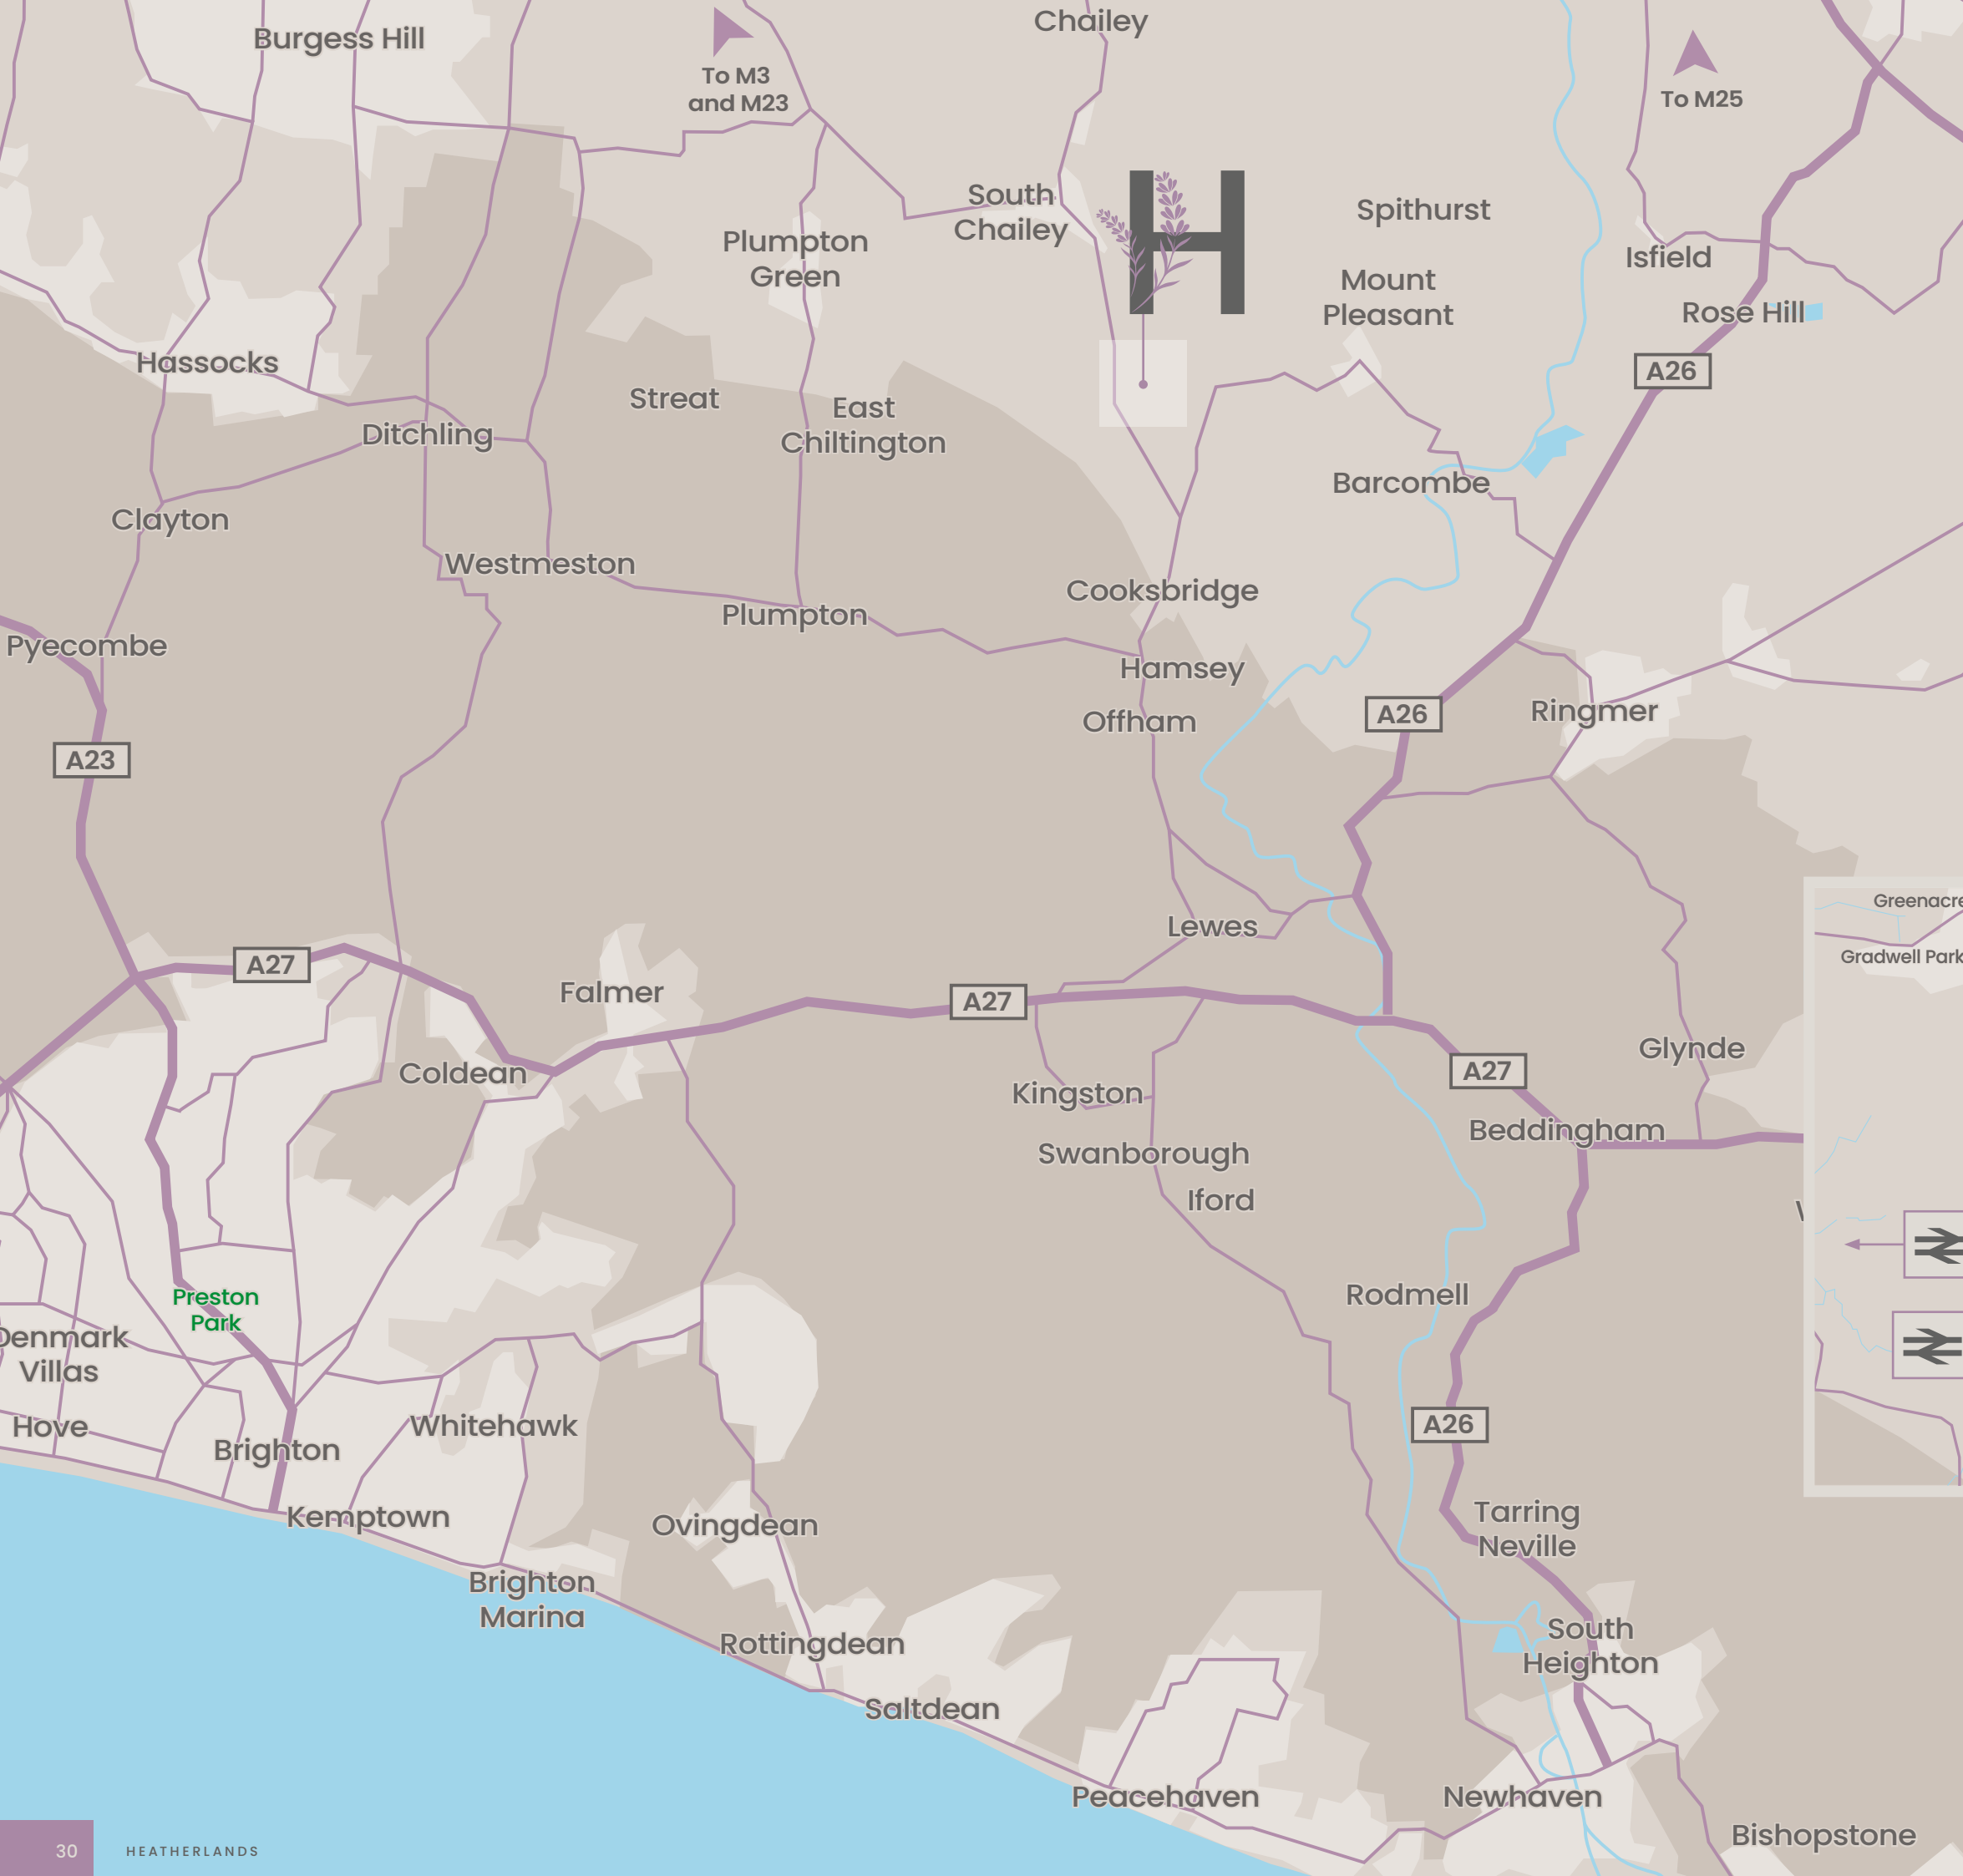 Burgess Hill
To M3
and M23
Chailey
To M25
South
Chailey
H
Spithurst
Plumpton
Green
Isfield
Mount
Pleasant
Rose Hill
Hassocks
A26
Streat
East
Chiltington
Ditchling
Barcombe
Clayton
Westmeston
Cooksbridge
Plumpton
Pyecombe
Hamsey
Offham
A26
Ringmer
A23
Greenacre
Lewes
Gradwell Park
A27
Falmer
A27
Glynde
Coldean
A27
Kingston
Beddingham
Swanborough
Iford
Preston
Park
Rodmell
Denmark
Villas
Hove
Whitehawk
A26
Brighton
Kemptown
Ovingdean
Tarring
Neville
Brighton
Marina
Rottingdean
South
Heighton
Saltdean
Peacehaven
Newhaven
Bishopstone
30
HEATHERLANDS